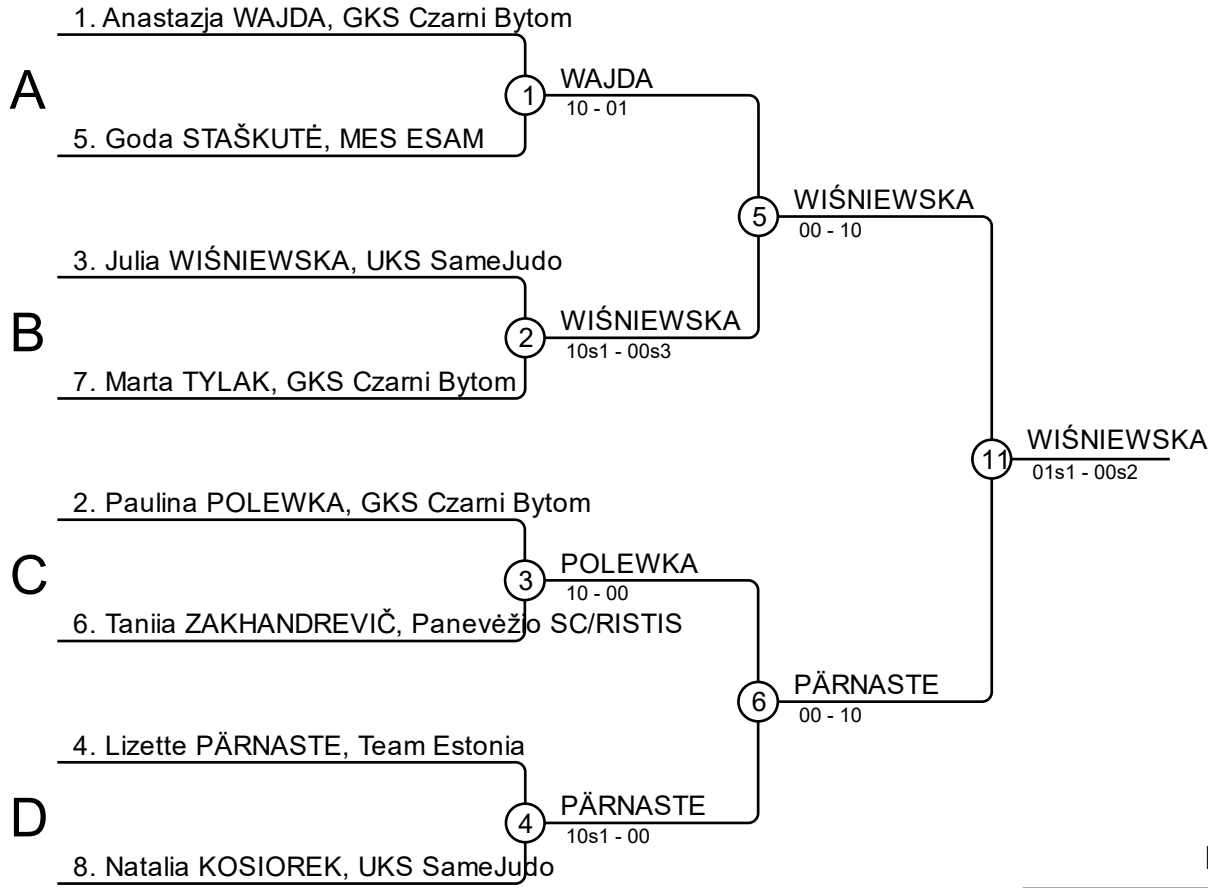 1. Anastazja WAJDA, GKS Czarni Bytom
A
1
WAJDA
10 - 01
5. Goda STAŠKUTĖ, MES ESAM
5
WIŚNIEWSKA
00 - 10
3. Julia WIŚNIEWSKA, UKS SameJudo
B
2
WIŚNIEWSKA
10s1 - 00s3
7. Marta TYLAK, GKS Czarni Bytom
11
WIŚNIEWSKA
01s1 - 00s2
2. Paulina POLEWKA, GKS Czarni Bytom
C
3
POLEWKA
10 - 00
6. Taniia ZAKHANDREVIČ, Panevėžio SC/RISTIS
6
PÄRNASTE
00 - 10
4. Lizette PÄRNASTE, Team Estonia
D
4
PÄRNASTE
10s1 - 00
8. Natalia KOSIOREK, UKS SameJudo